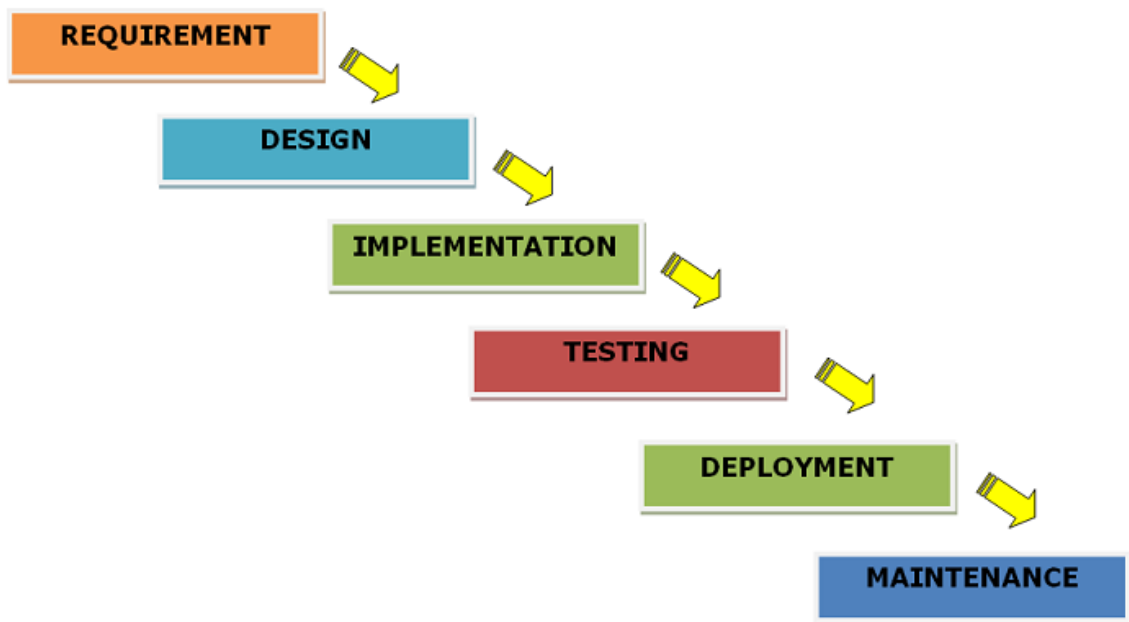 REQUIREMENT
DESIGN
IMPLEMENTATION
TESTING
DEPLOYMENT
MAINTENANCE